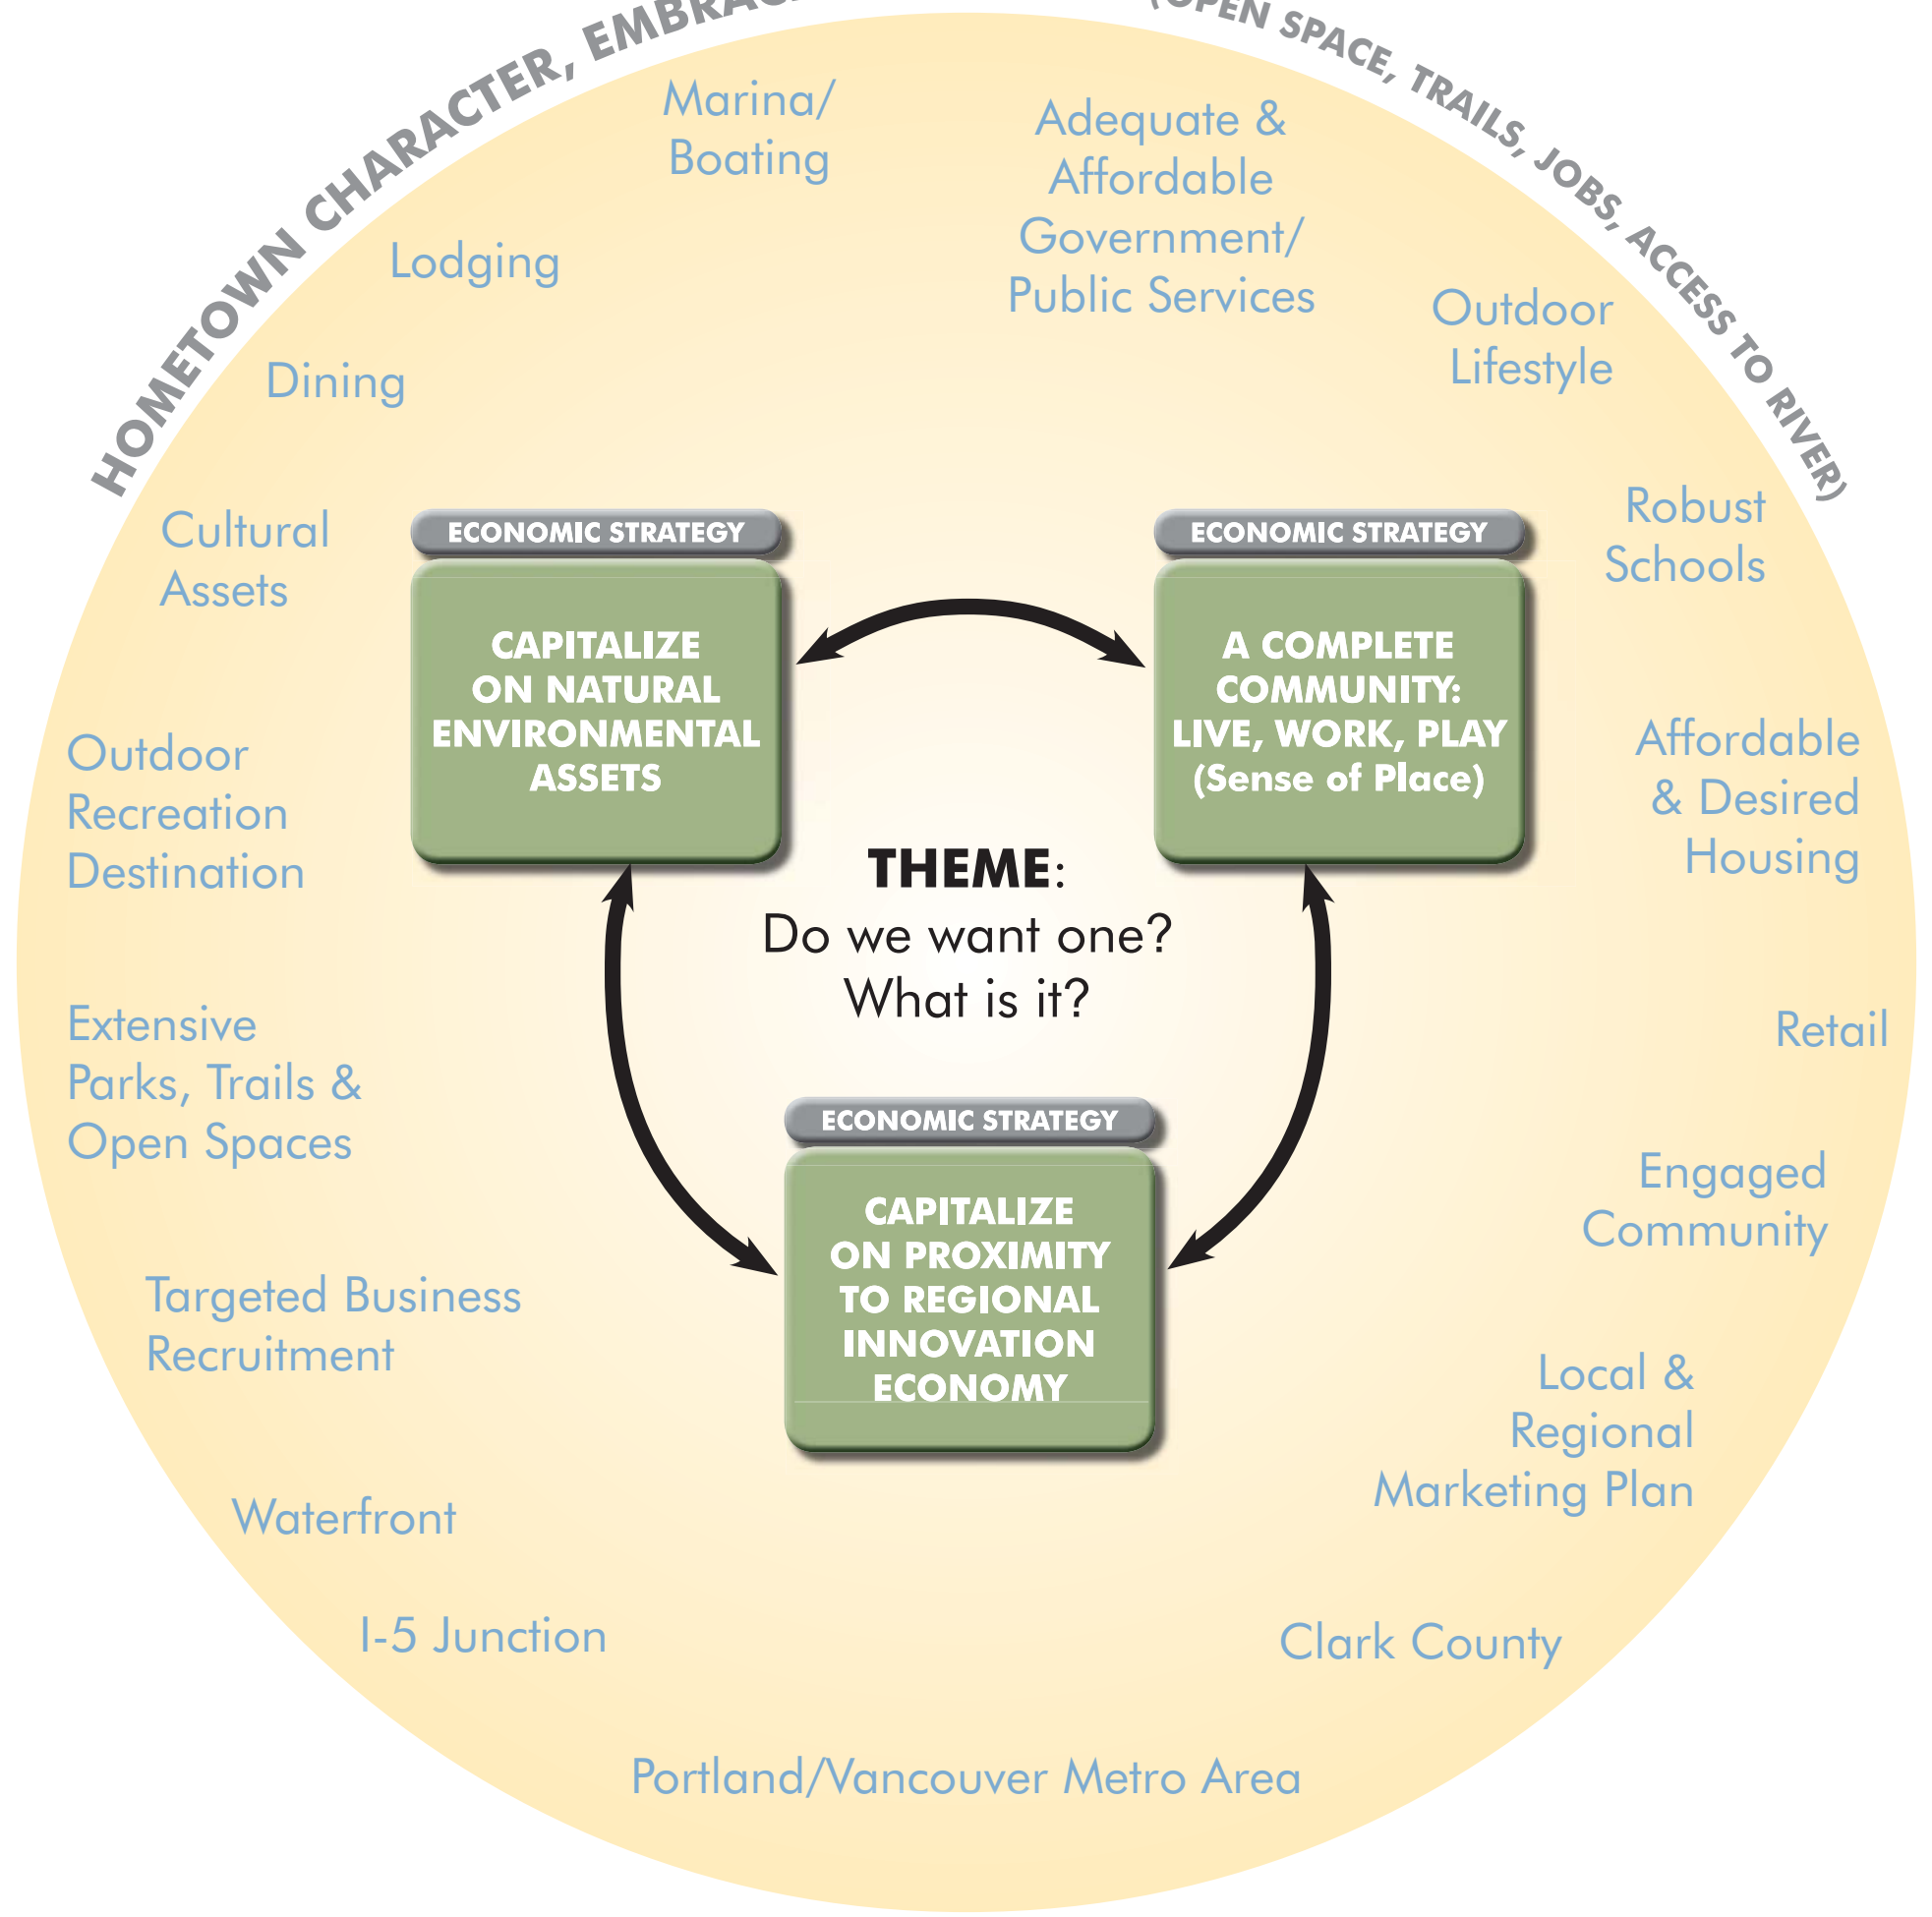 HOMETOWN CHARACTER,
(OPEN SPACE, TRAILS, JOBS, ACCESS TO RIVER)
Marina/
Boating
Adequate &
Affordable
Government/
Public Services
Lodging
Outdoor
Lifestyle
Dining
Cultural
Assets
Robust
Schools
ECONOMIC STRATEGY
CAPITALIZE
ON NATURAL
ENVIRONMENTAL
ASSETS
ECONOMIC STRATEGY
A COMPLETE
COMMUNITY:
LIVE, WORK, PLAY
(Sense of Place)
Outdoor
Recreation
Destination
Affordable
& Desired
Housing
THEME:
Do we want one?
What is it?
Extensive
Parks, Trails &
Open Spaces
Retail
ECONOMIC STRATEGY
CAPITALIZE
ON PROXIMITY
TO REGIONAL
INNOVATION
ECONOMY
Engaged
Community
Targeted Business
Recruitment
Local &
Regional
Marketing Plan
Waterfront
I-5 Junction
Clark County
Portland/Vancouver Metro Area